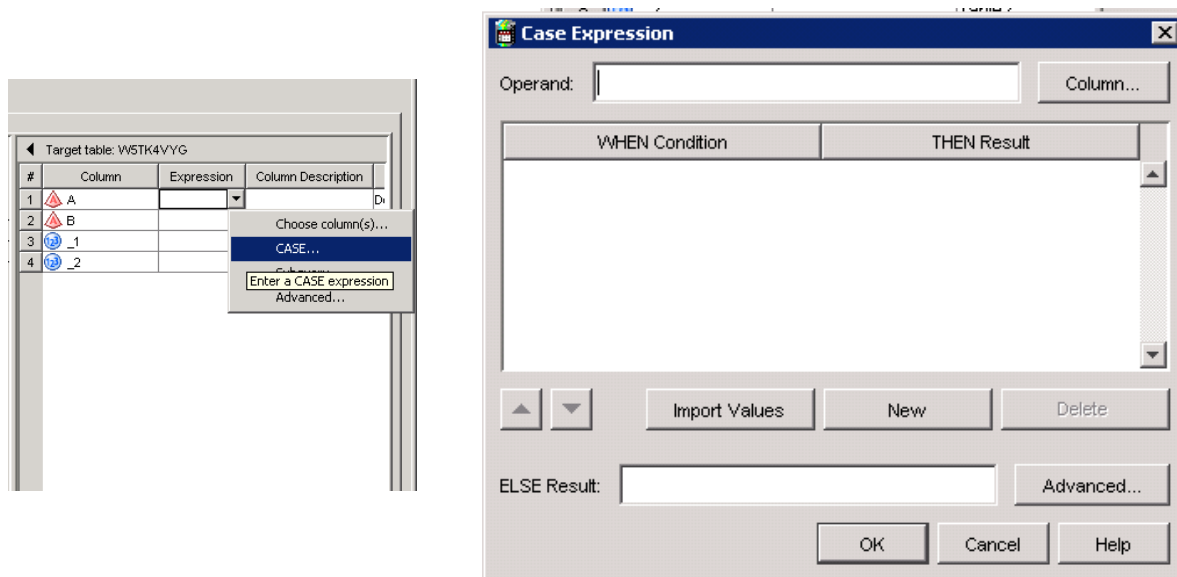 Target table: W5TK4VYG
# Column Expression Column Description
1 A
2 B
3 _1
4 _2
Choose column(s)...
CASE...
Enter a CASE expression
Advanced...
Case Expression
Operand: Column...
WHEN Condition THEN Result
Import Values New Delete
ELSE Result: Advanced...
OK Cancel Help